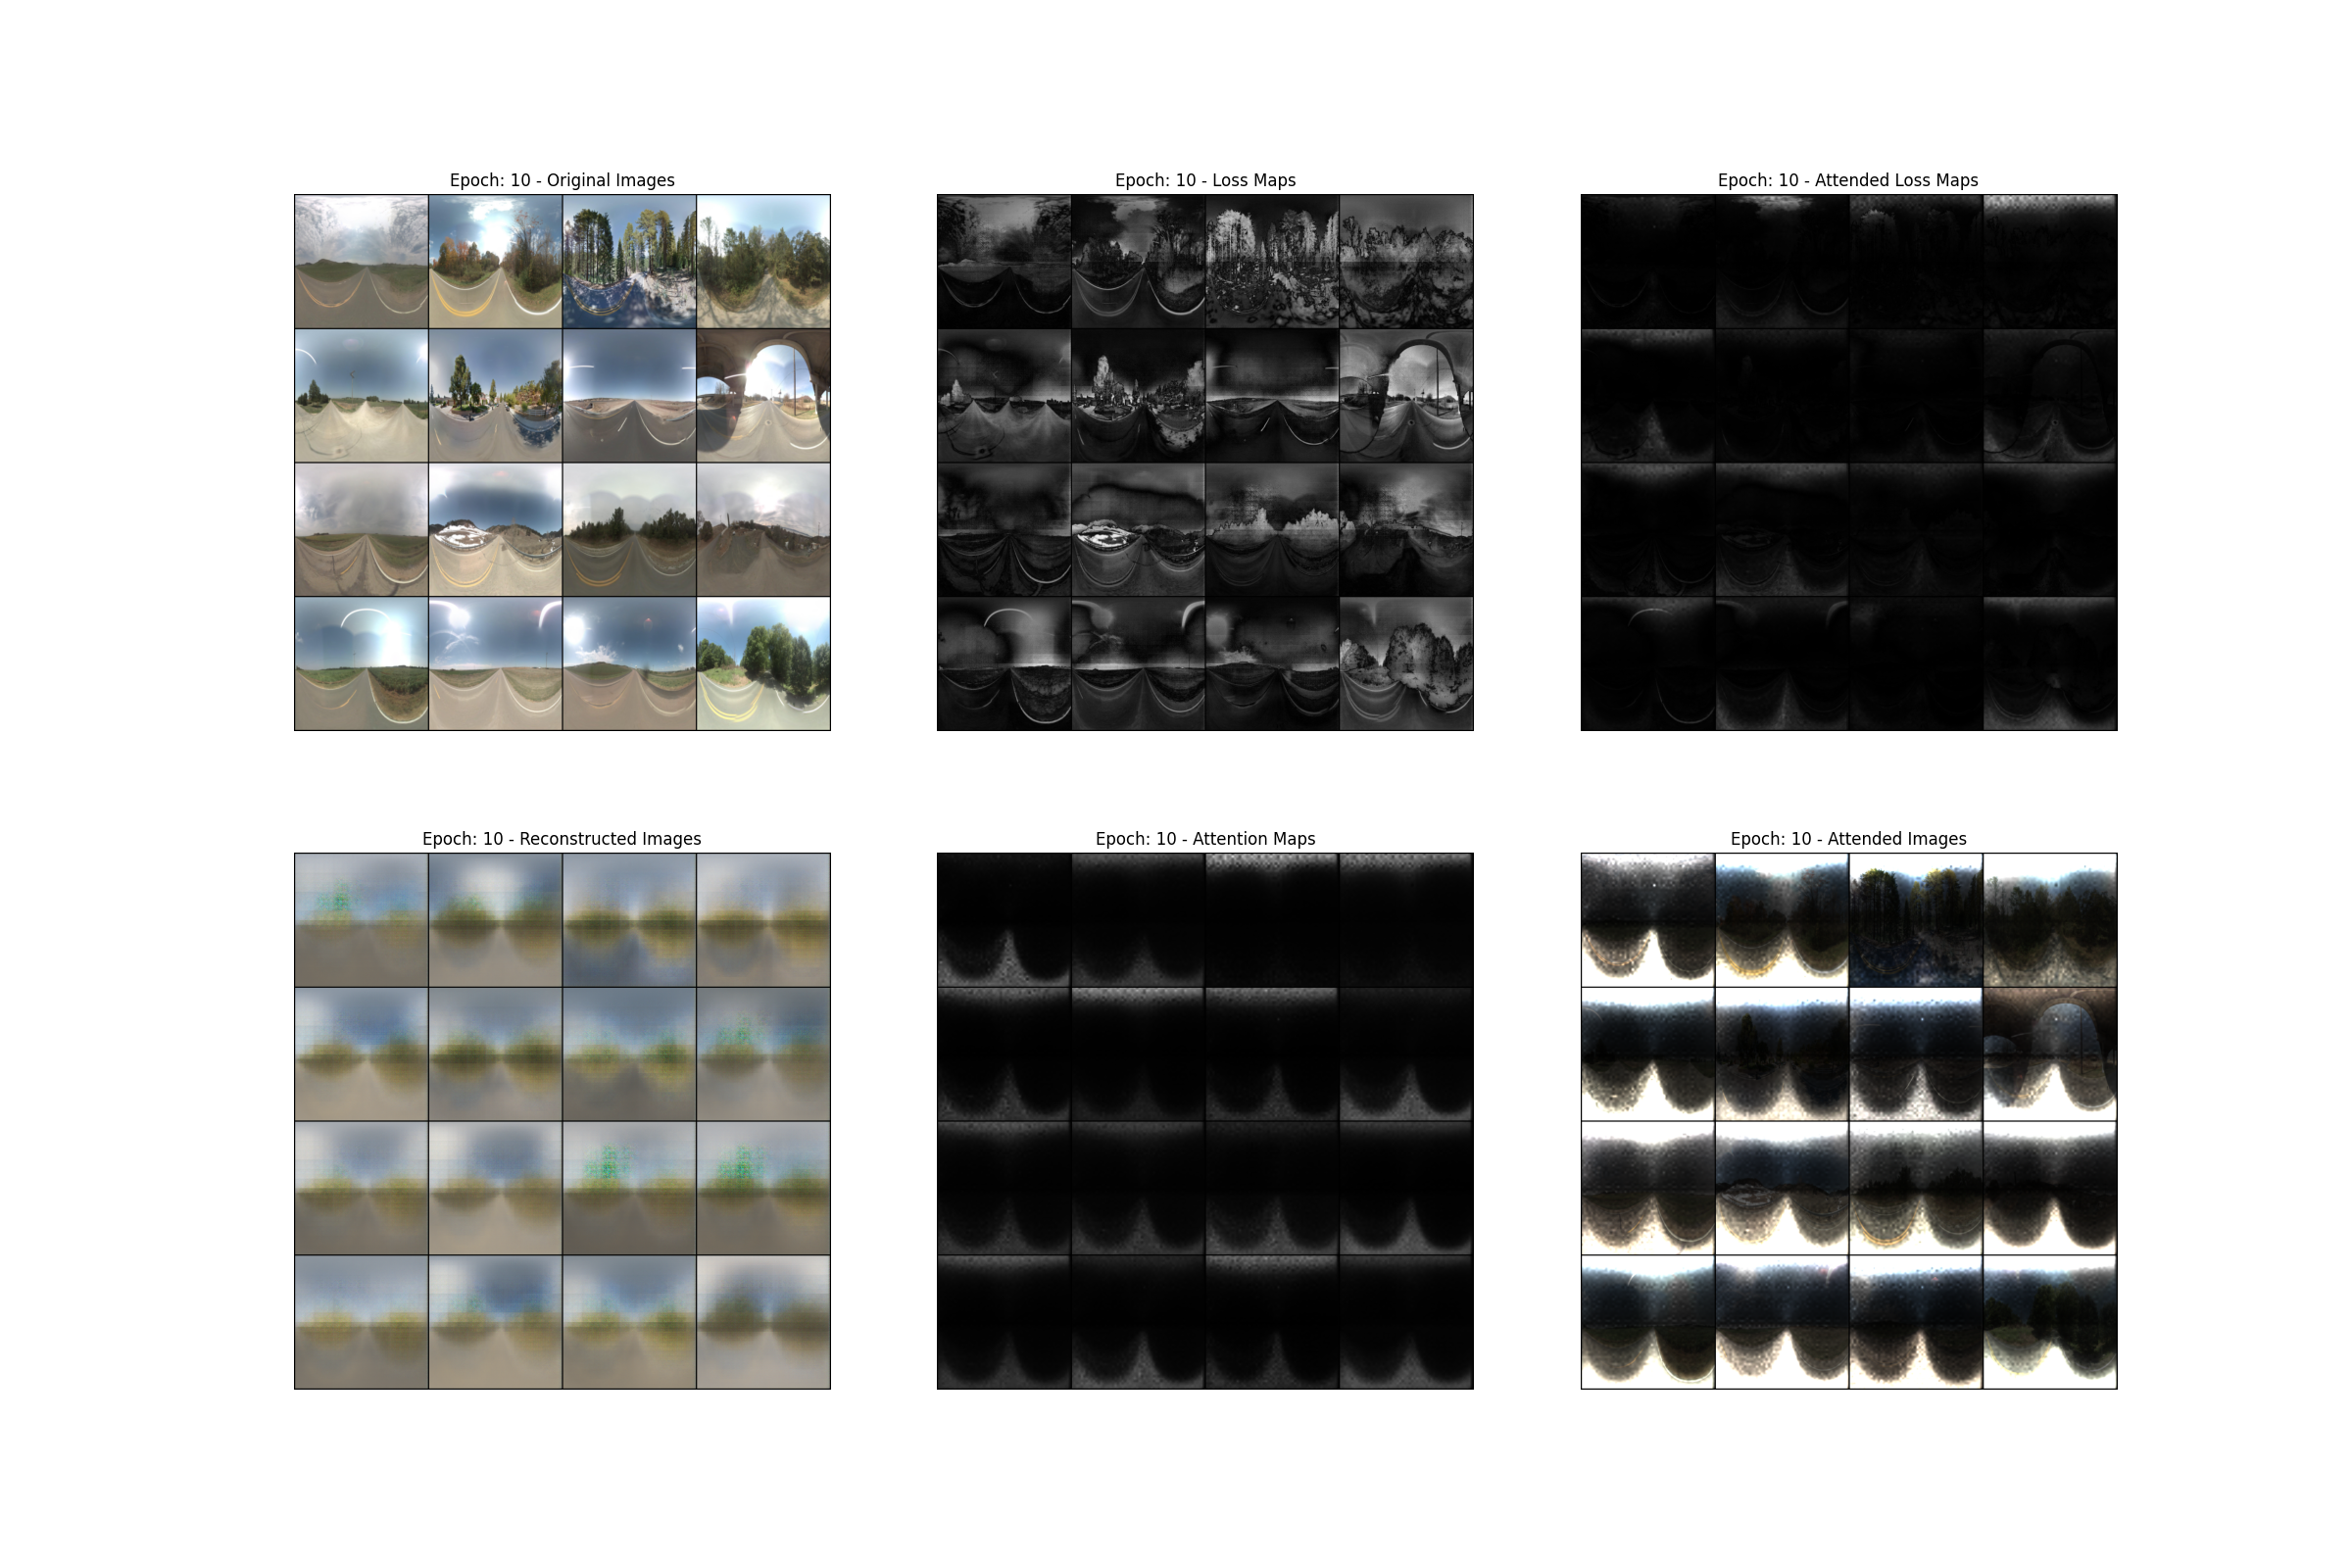 Epoch: 10 - Original Images
Epoch: 10 - Loss Maps
Epoch: 10 - Attended Loss Maps
Epoch: 10 - Reconstructed Images
Epoch: 10 - Attention Maps
Epoch: 10 - Attended Images